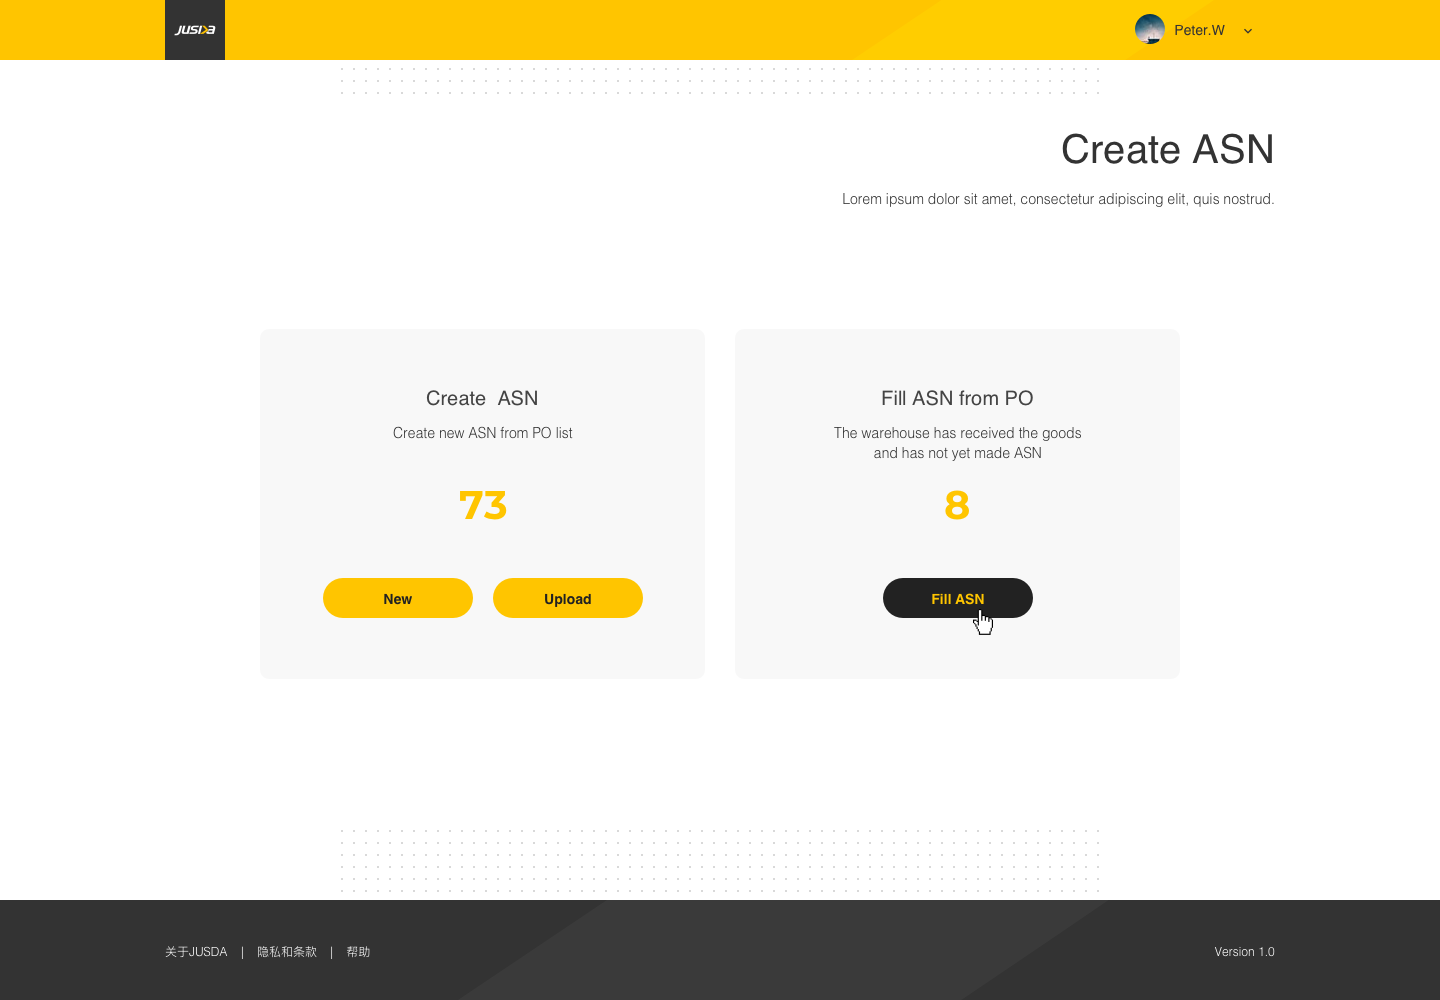 JUSDA
Peter.W
Create ASN
Lorem ipsum dolor sit amet, consectetur adipiscing elit, quis nostrud.
Create  ASN
Create new ASN from PO list
73
New
Upload
Fill ASN from PO
The warehouse has received the goods
and has not yet made ASN
8
Fill ASN
关于JUSDA | 隐私和条款 | 帮助
Version 1.0